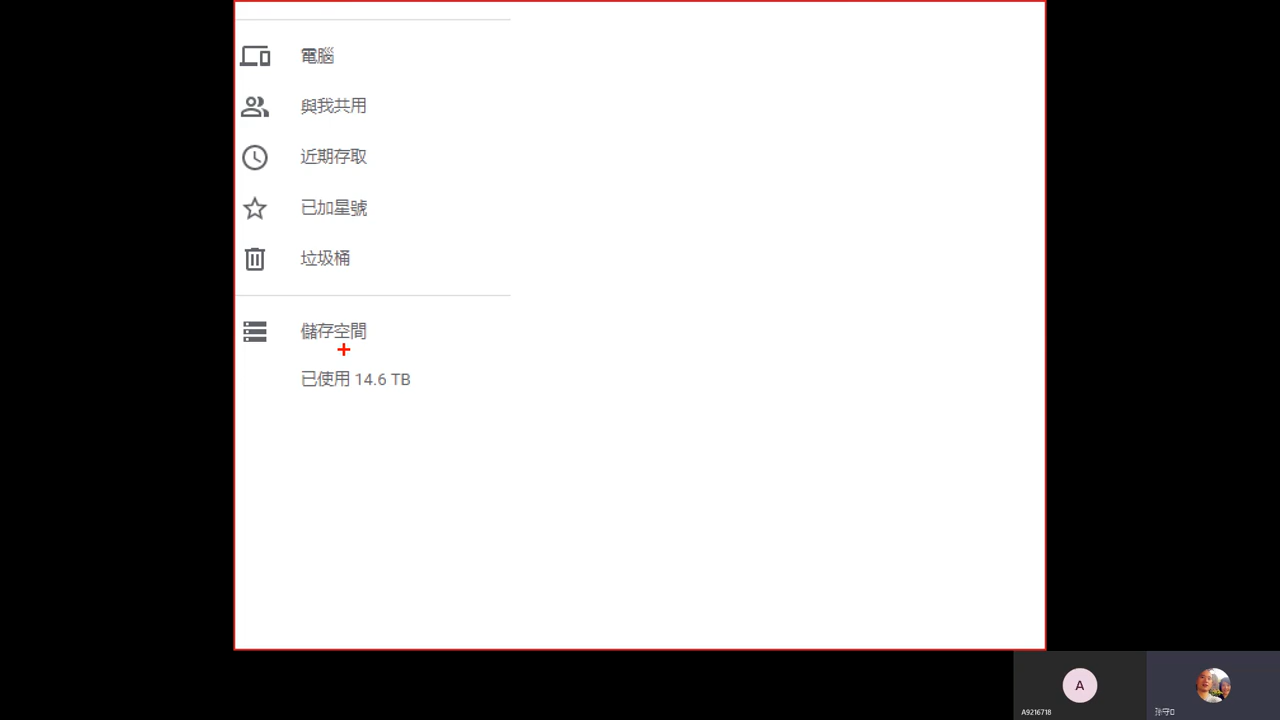 電腦
與我共用
近期存取
已加星號
垃圾桶
儲存空間
已使用 14.6 TB
A
A9216718